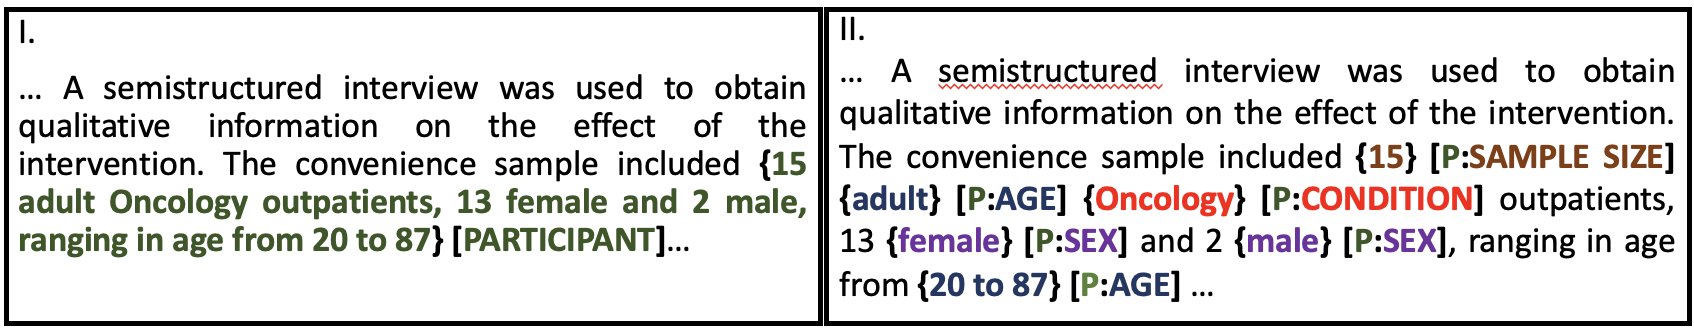 I.
... A semistructured interview was used to obtain
qualitative information on the effect of the
intervention. The convenience sample included {15
adult Oncology outpatients, 13 female and 2 male,
ranging in age from 20 to 87} [PARTICIPANT]...
II.
... A semistructured interview was used to obtain
qualitative information on the effect of the intervention.
The convenience sample included {15} [P:SAMPLE SIZE]
{adult} [P:AGE] {Oncology} [P:CONDITION] outpatients,
13 {female} [P:SEX] and 2 {male} [P:SEX], ranging in age
from {20 to 87} [P:AGE] ...